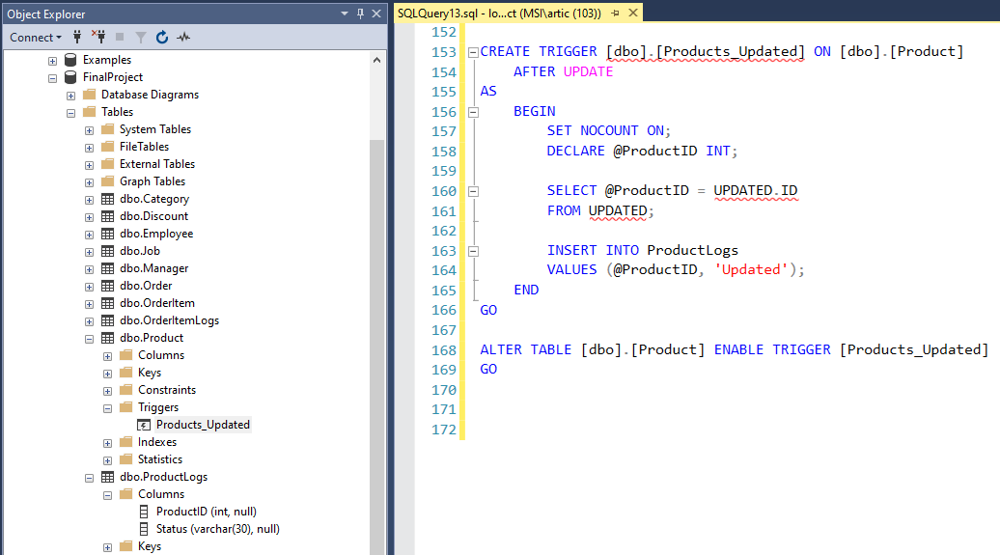 Object Explorer
Connect
Examples
FinalProject
Database Diagrams
Tables
System Tables
FileTables
External Tables
Graph Tables
dbo.Category
dbo.Discount
dbo.Employee
dbo.Job
dbo.Manager
dbo.Order
dbo.OrderItem
dbo.OrderItemLogs
dbo.Product
Columns
Keys
Constraints
Triggers
Products_Updated
Indexes
Statistics
dbo.ProductLogs
Columns
ProductID (int, null)
Status (varchar(30), null)
Keys
SQLQuery13.sql - lo...ct (MSI\artic (103))
152
153 CREATE TRIGGER [dbo].[Products_Updated] ON [dbo].[Product]
154 AFTER UPDATE
155 AS
156 BEGIN
157 SET NOCOUNT ON;
158 DECLARE @ProductID INT;
159
160 SELECT @ProductID = UPDATED.ID
161 FROM UPDATED;
162
163 INSERT INTO ProductLogs
164 VALUES (@ProductID, 'Updated');
165 END
166 GO
167
168 ALTER TABLE [dbo].[Product] ENABLE TRIGGER [Products_Updated]
169 GO
170
171
172